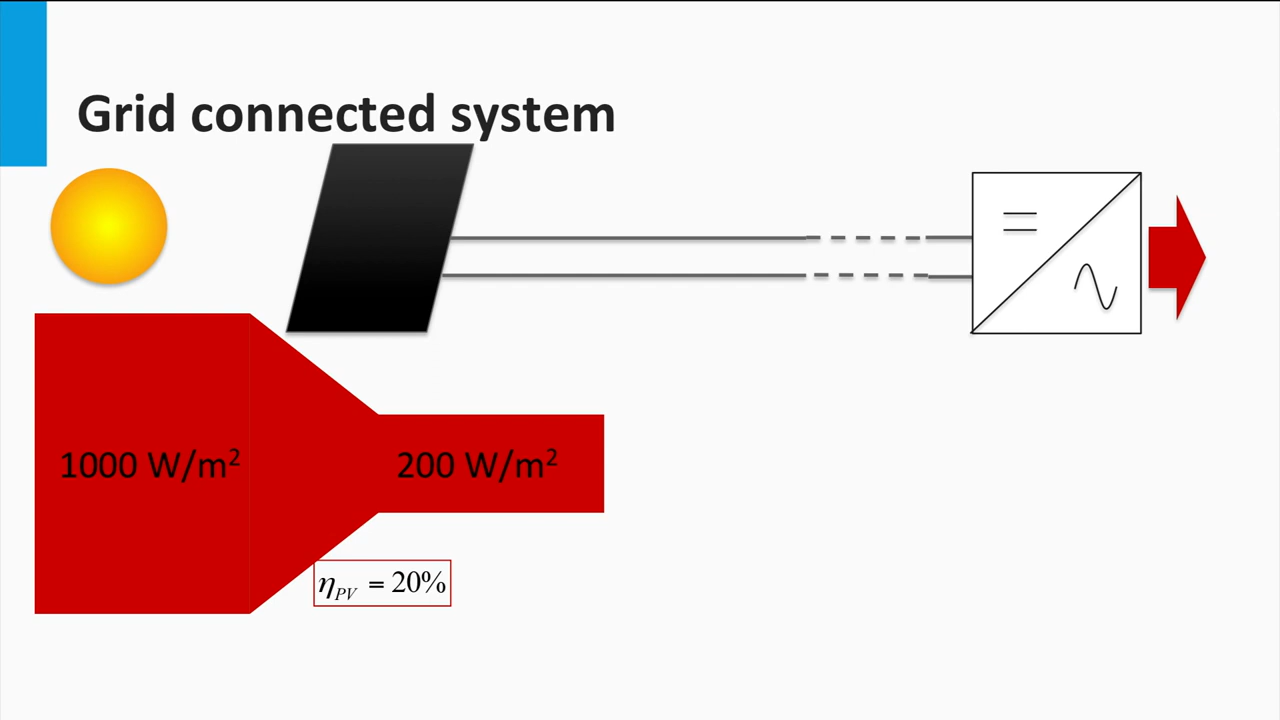 Grid connected system
1000 W/m²
200 W/m²
η_PV = 20%